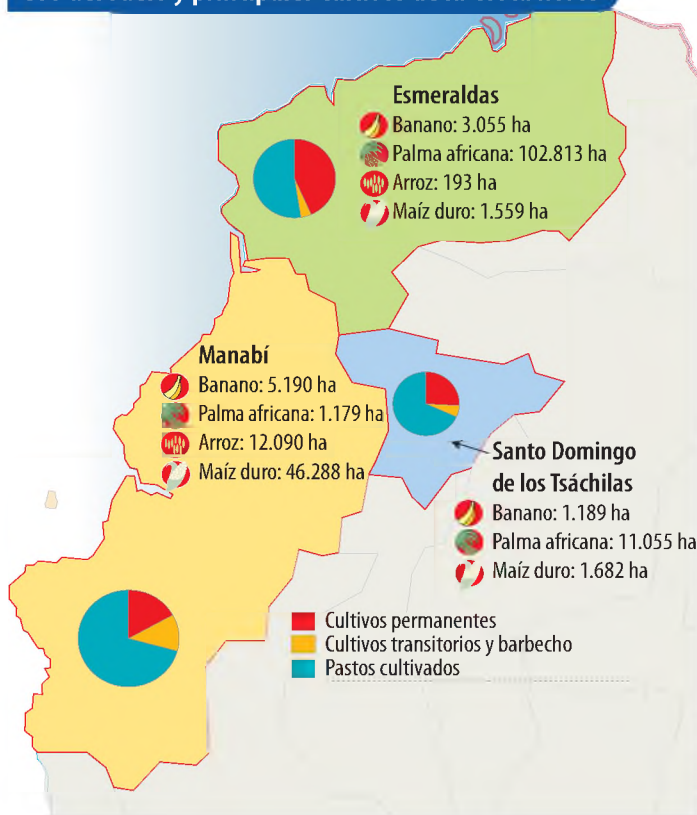 Esmeraldas
Banano: 3.055 ha
Palma africana: 102.813 ha
Arroz: 193 ha
Maíz duro: 1.559 ha
Manabí
Banano: 5.190 ha
Palma africana: 1.179 ha
Arroz: 12.090 ha
Maíz duro: 46.288 ha
Santo Domingo
de los Tsáchilas
Banano: 1.189 ha
Palma africana: 11.055 ha
Maíz duro: 1.682 ha
Cultivos permanentes
Cultivos transitorios y barbecho
Pastos cultivados